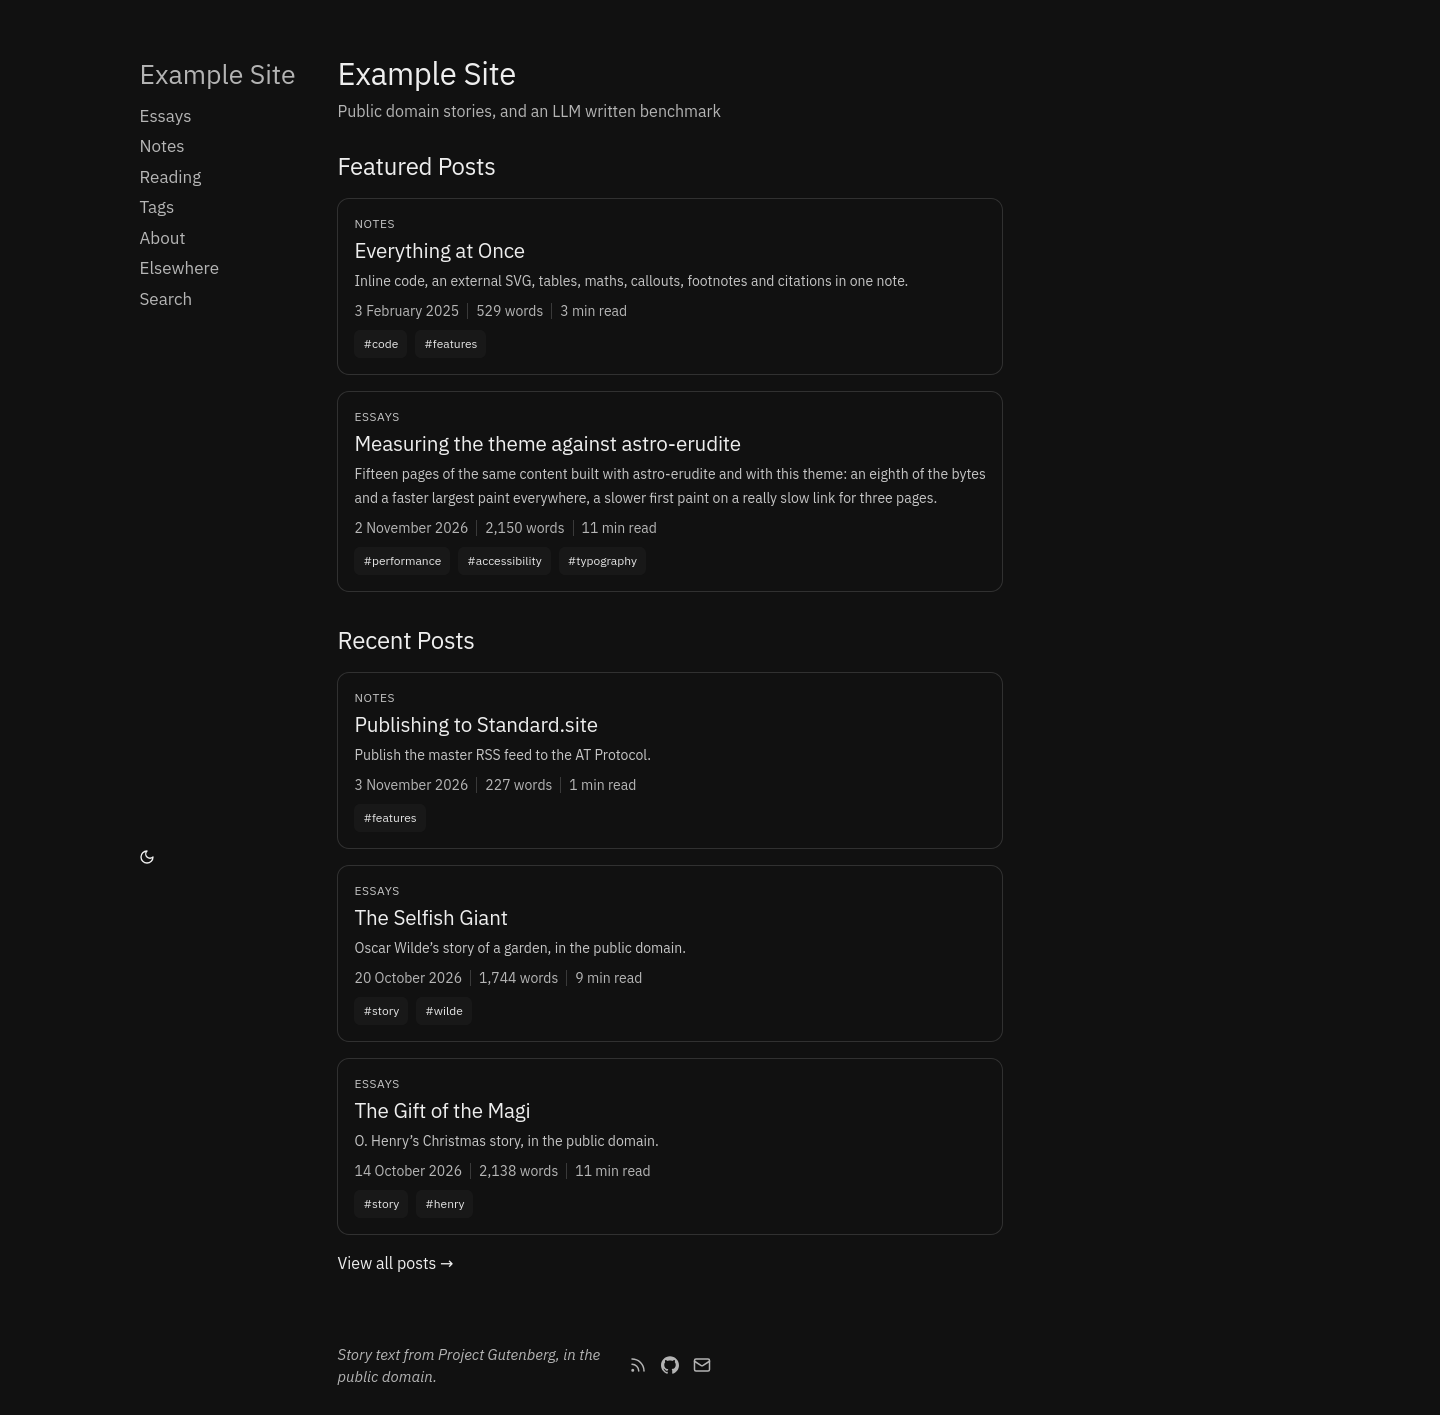 Example Site
Essays
Notes
Reading
Tags
About
Elsewhere
Search
Example Site
Public domain stories, and an LLM written benchmark
Featured Posts
NOTES
Everything at Once
Inline code, an external SVG, tables, maths, callouts, footnotes and citations in one note.
3 February 2025 529 words 3 min read
#code #features
ESSAYS
Measuring the theme against astro-erudite
Fifteen pages of the same content built with astro-erudite and with this theme: an eighth of the bytes
and a faster largest paint everywhere, a slower first paint on a really slow link for three pages.
2 November 2026 2,150 words 11 min read
#performance #accessibility #typography
Recent Posts
NOTES
Publishing to Standard.site
Publish the master RSS feed to the AT Protocol.
3 November 2026 227 words 1 min read
#features
ESSAYS
The Selfish Giant
Oscar Wilde’s story of a garden, in the public domain.
20 October 2026 1,744 words 9 min read
#story #wilde
ESSAYS
The Gift of the Magi
O. Henry’s Christmas story, in the public domain.
14 October 2026 2,138 words 11 min read
#story #henry
View all posts →
Story text from Project Gutenberg, in the
public domain.